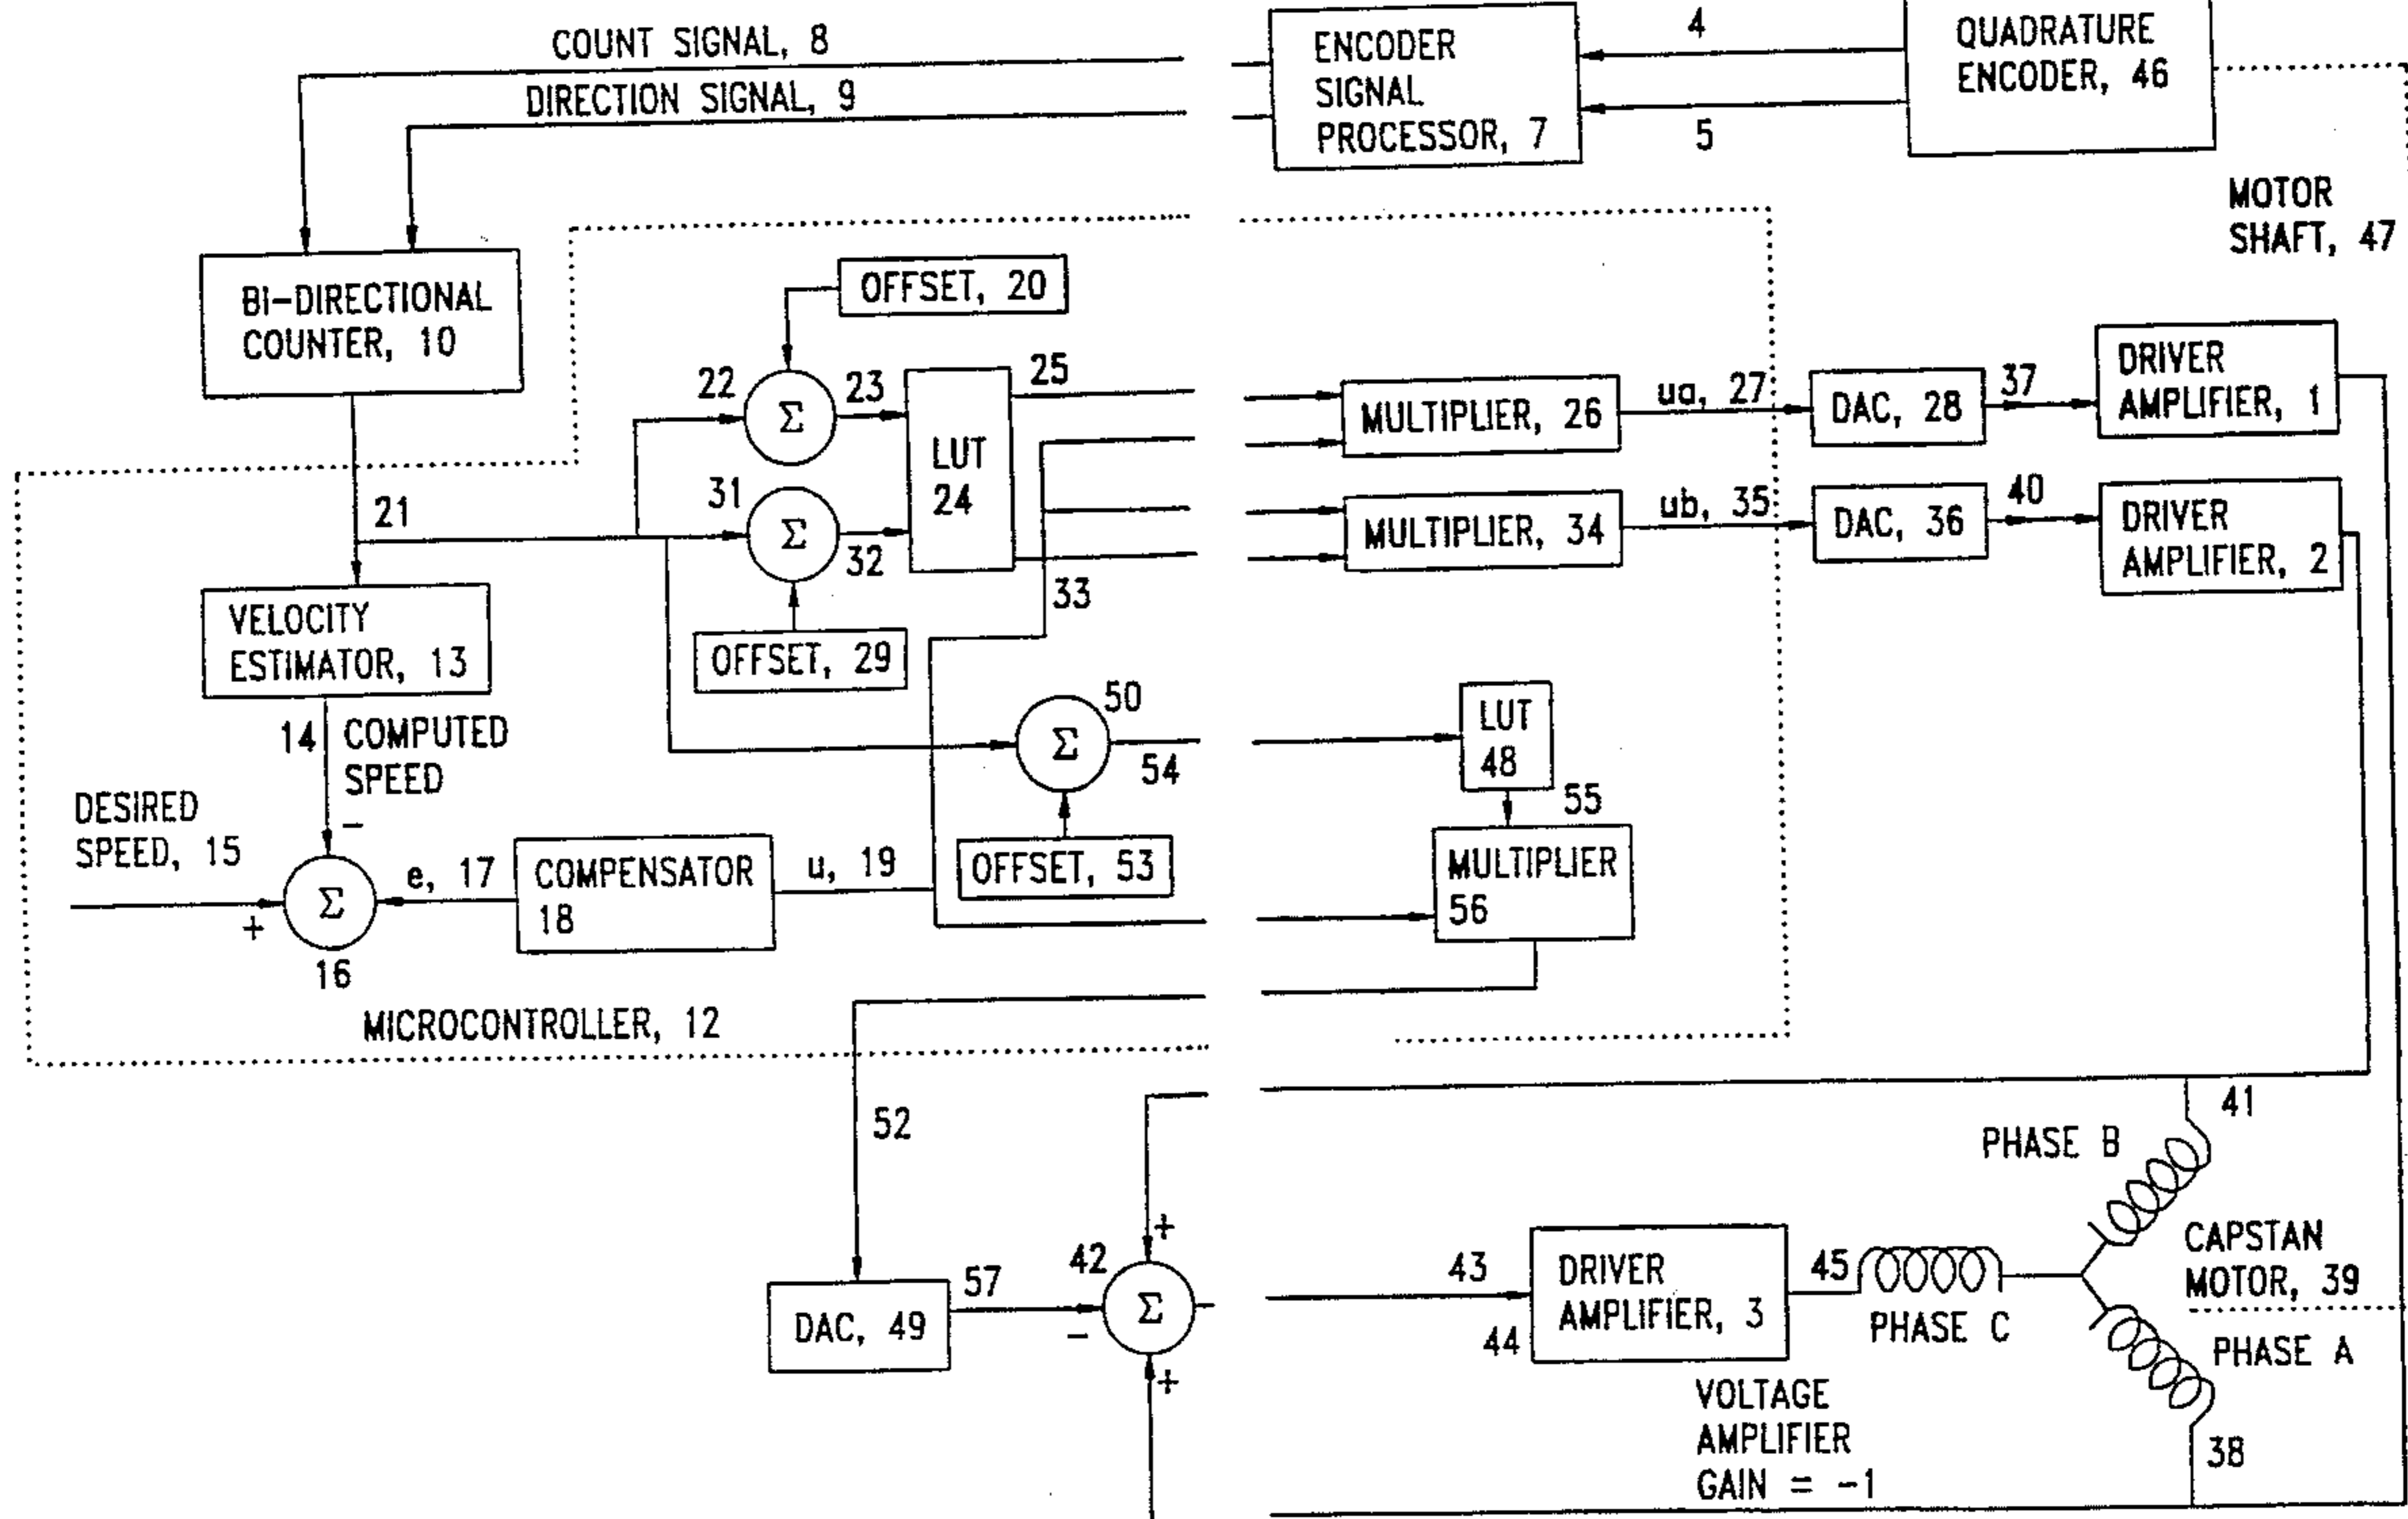 COUNT SIGNAL, 8
DIRECTION SIGNAL, 9
ENCODER
SIGNAL
PROCESSOR, 7
4
5
QUADRATURE
ENCODER, 46
MOTOR
SHAFT, 47
BI-DIRECTIONAL
COUNTER, 10
OFFSET, 20
22
Σ
23
25
LUT
24
31
Σ
32
33
OFFSET, 29
MULTIPLIER, 26
ua, 27
DAC, 28
37
DRIVER
AMPLIFIER, 1
MULTIPLIER, 34
ub, 35
DAC, 36
40
DRIVER
AMPLIFIER, 2
21
VELOCITY
ESTIMATOR, 13
14
COMPUTED
SPEED
50
Σ
54
LUT
48
55
DESIRED
SPEED, 15
−
+
Σ
16
e, 17
COMPENSATOR
18
u, 19
OFFSET, 53
MULTIPLIER
56
MICROCONTROLLER, 12
52
41
PHASE B
DAC, 49
57
42
+
−
Σ
+
43
44
DRIVER
AMPLIFIER, 3
45
PHASE C
CAPSTAN
MOTOR, 39
PHASE A
38
VOLTAGE
AMPLIFIER
GAIN = -1